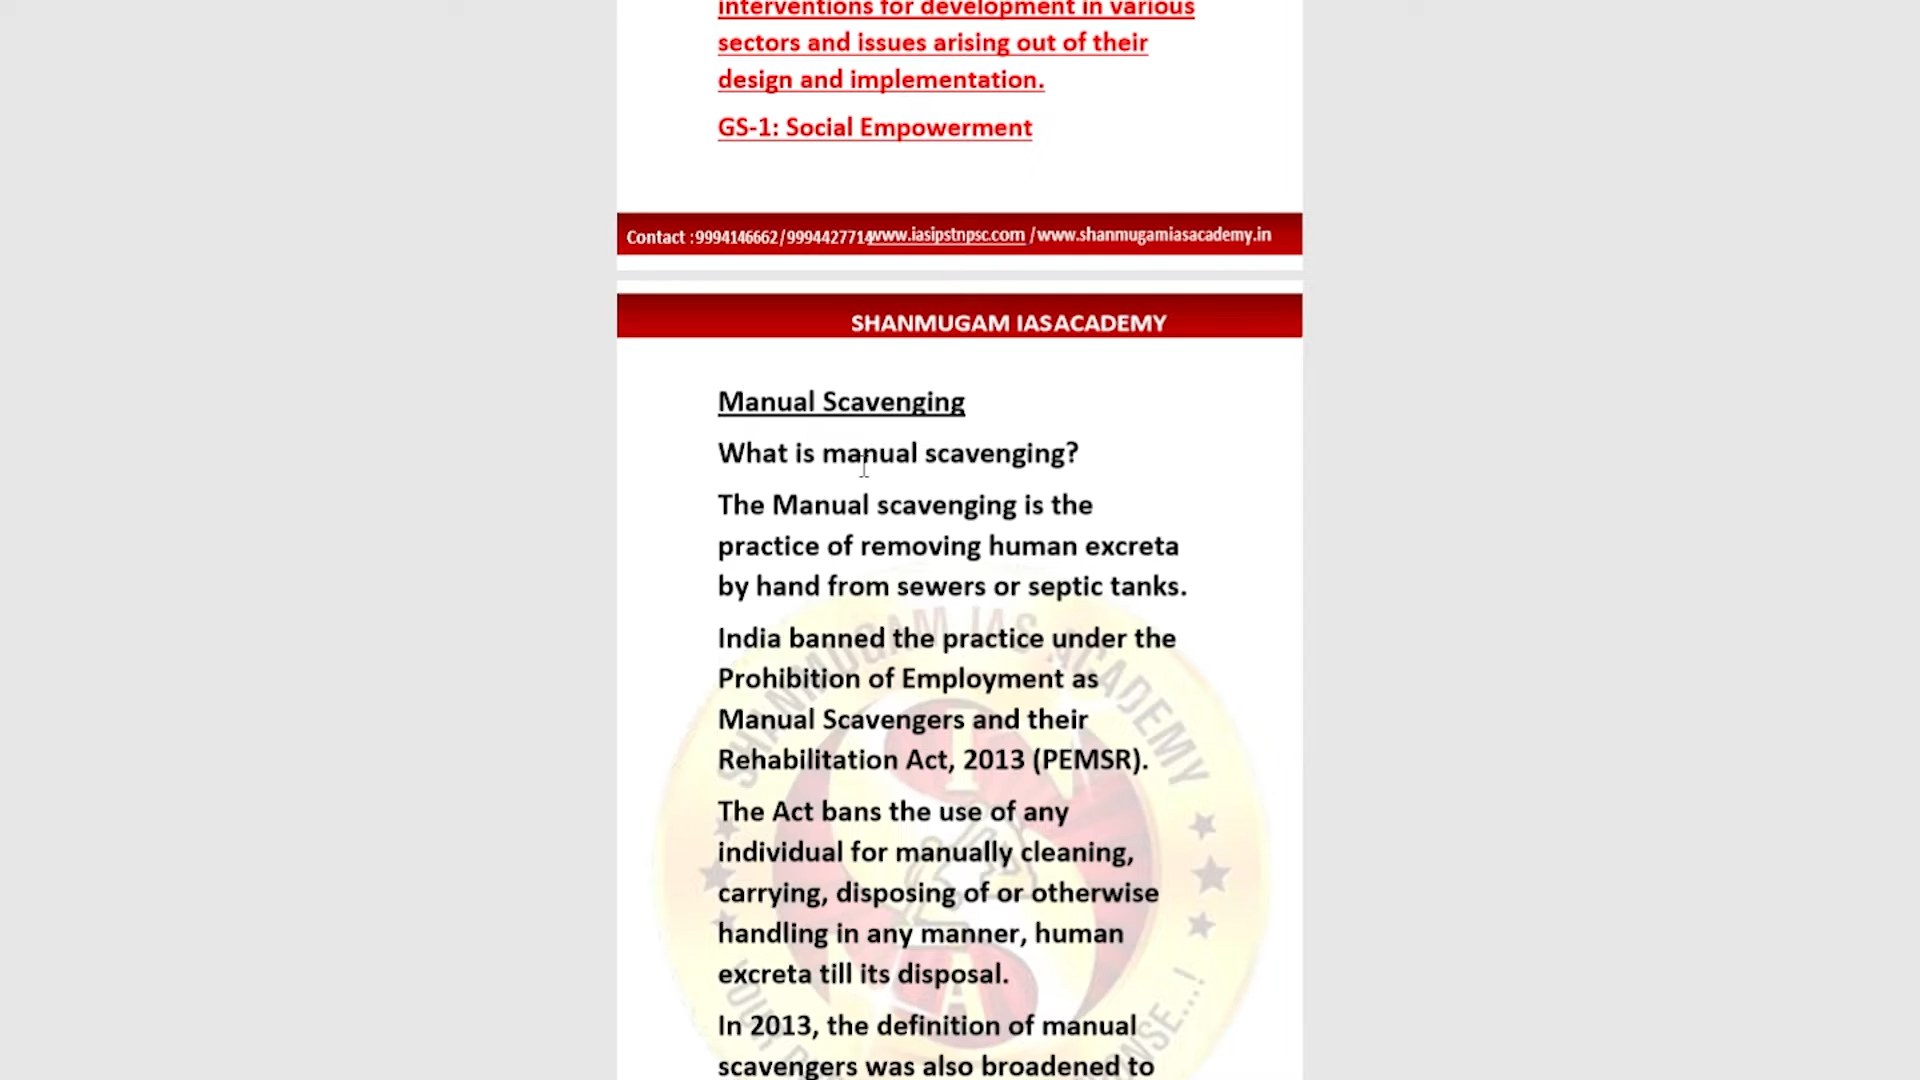 interventions for development in various
sectors and issues arising out of their
design and implementation.
GS-1: Social Empowerment
Contact :9994146662/9994427714www.iasipstnpsc.com /www.shanmugamiasacademy.in
SHANMUGAM IASACADEMY
Manual Scavenging
What is manual scavenging?
The Manual scavenging is the
practice of removing human excreta
by hand from sewers or septic tanks.
India banned the practice under the
Prohibition of Employment as
Manual Scavengers and their
Rehabilitation Act, 2013 (PEMSR).
The Act bans the use of any
individual for manually cleaning,
carrying, disposing of or otherwise
handling in any manner, human
excreta till its disposal.
In 2013, the definition of manual
scavengers was also broadened to
SHANMUGAM IAS ACADEMY